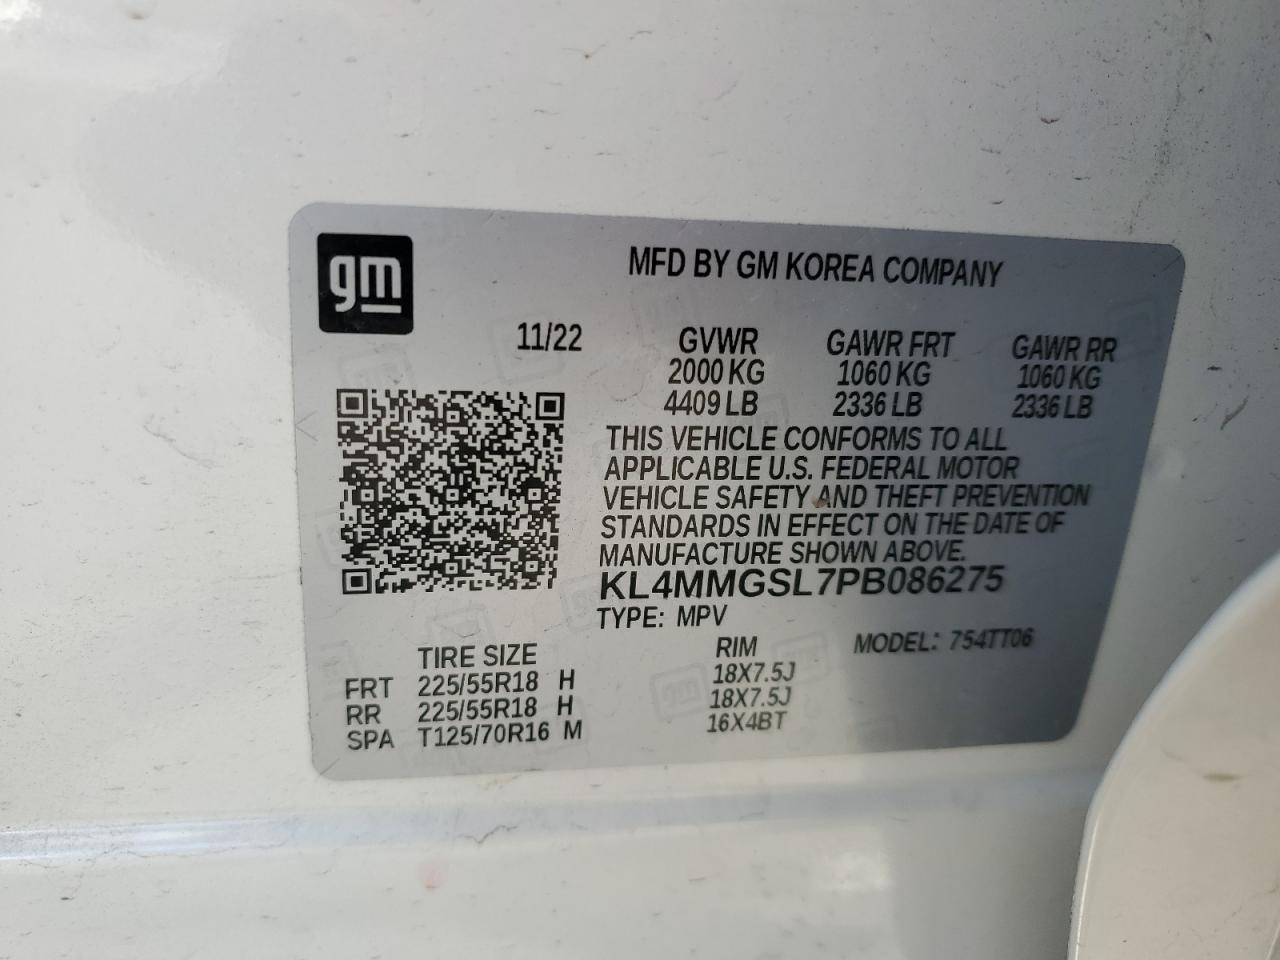 gm
MFD BY GM KOREA COMPANY
11/22 GVWR GAWR FRT GAWR RR
2000 KG 1060 KG 1060 KG
4409 LB 2336 LB 2336 LB
THIS VEHICLE CONFORMS TO ALL
APPLICABLE U.S. FEDERAL MOTOR
VEHICLE SAFETY AND THEFT PREVENTION
STANDARDS IN EFFECT ON THE DATE OF
MANUFACTURE SHOWN ABOVE.
KL4MMGSL7PB086275
TYPE: MPV
TIRE SIZE RIM MODEL: 754TT06
FRT 225/55R18 H 18X7.5J
RR 225/55R18 H 18X7.5J
SPA T125/70R16 M 16X4BT